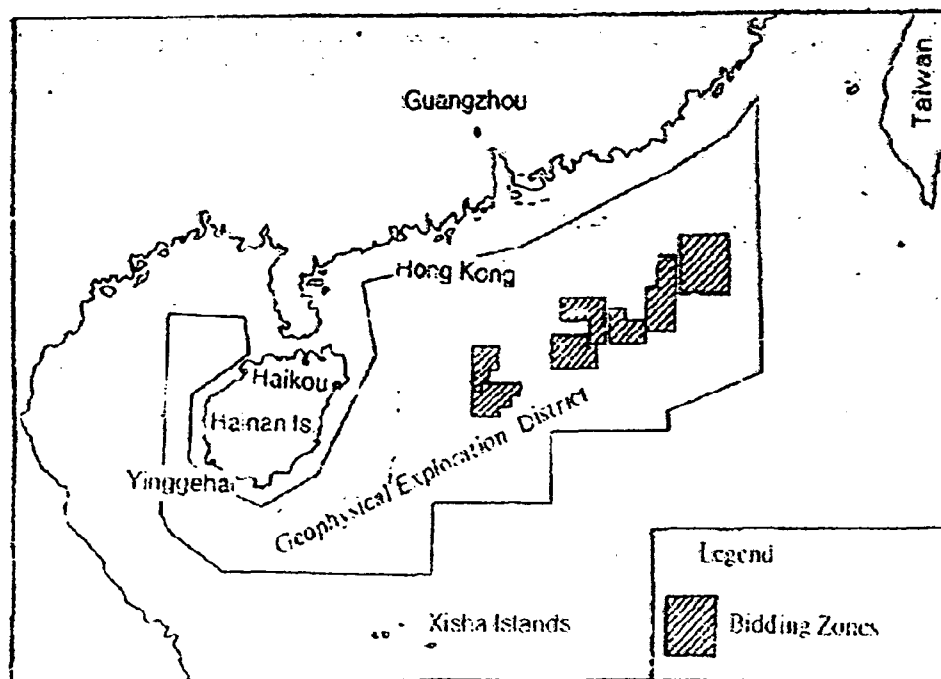 Taiwan
Guangzhou
Hong Kong
Haikou
Hainan Is.
Yinggehai
Geophysical Exploration District
Xisha Islands
Legend
Bidding Zones